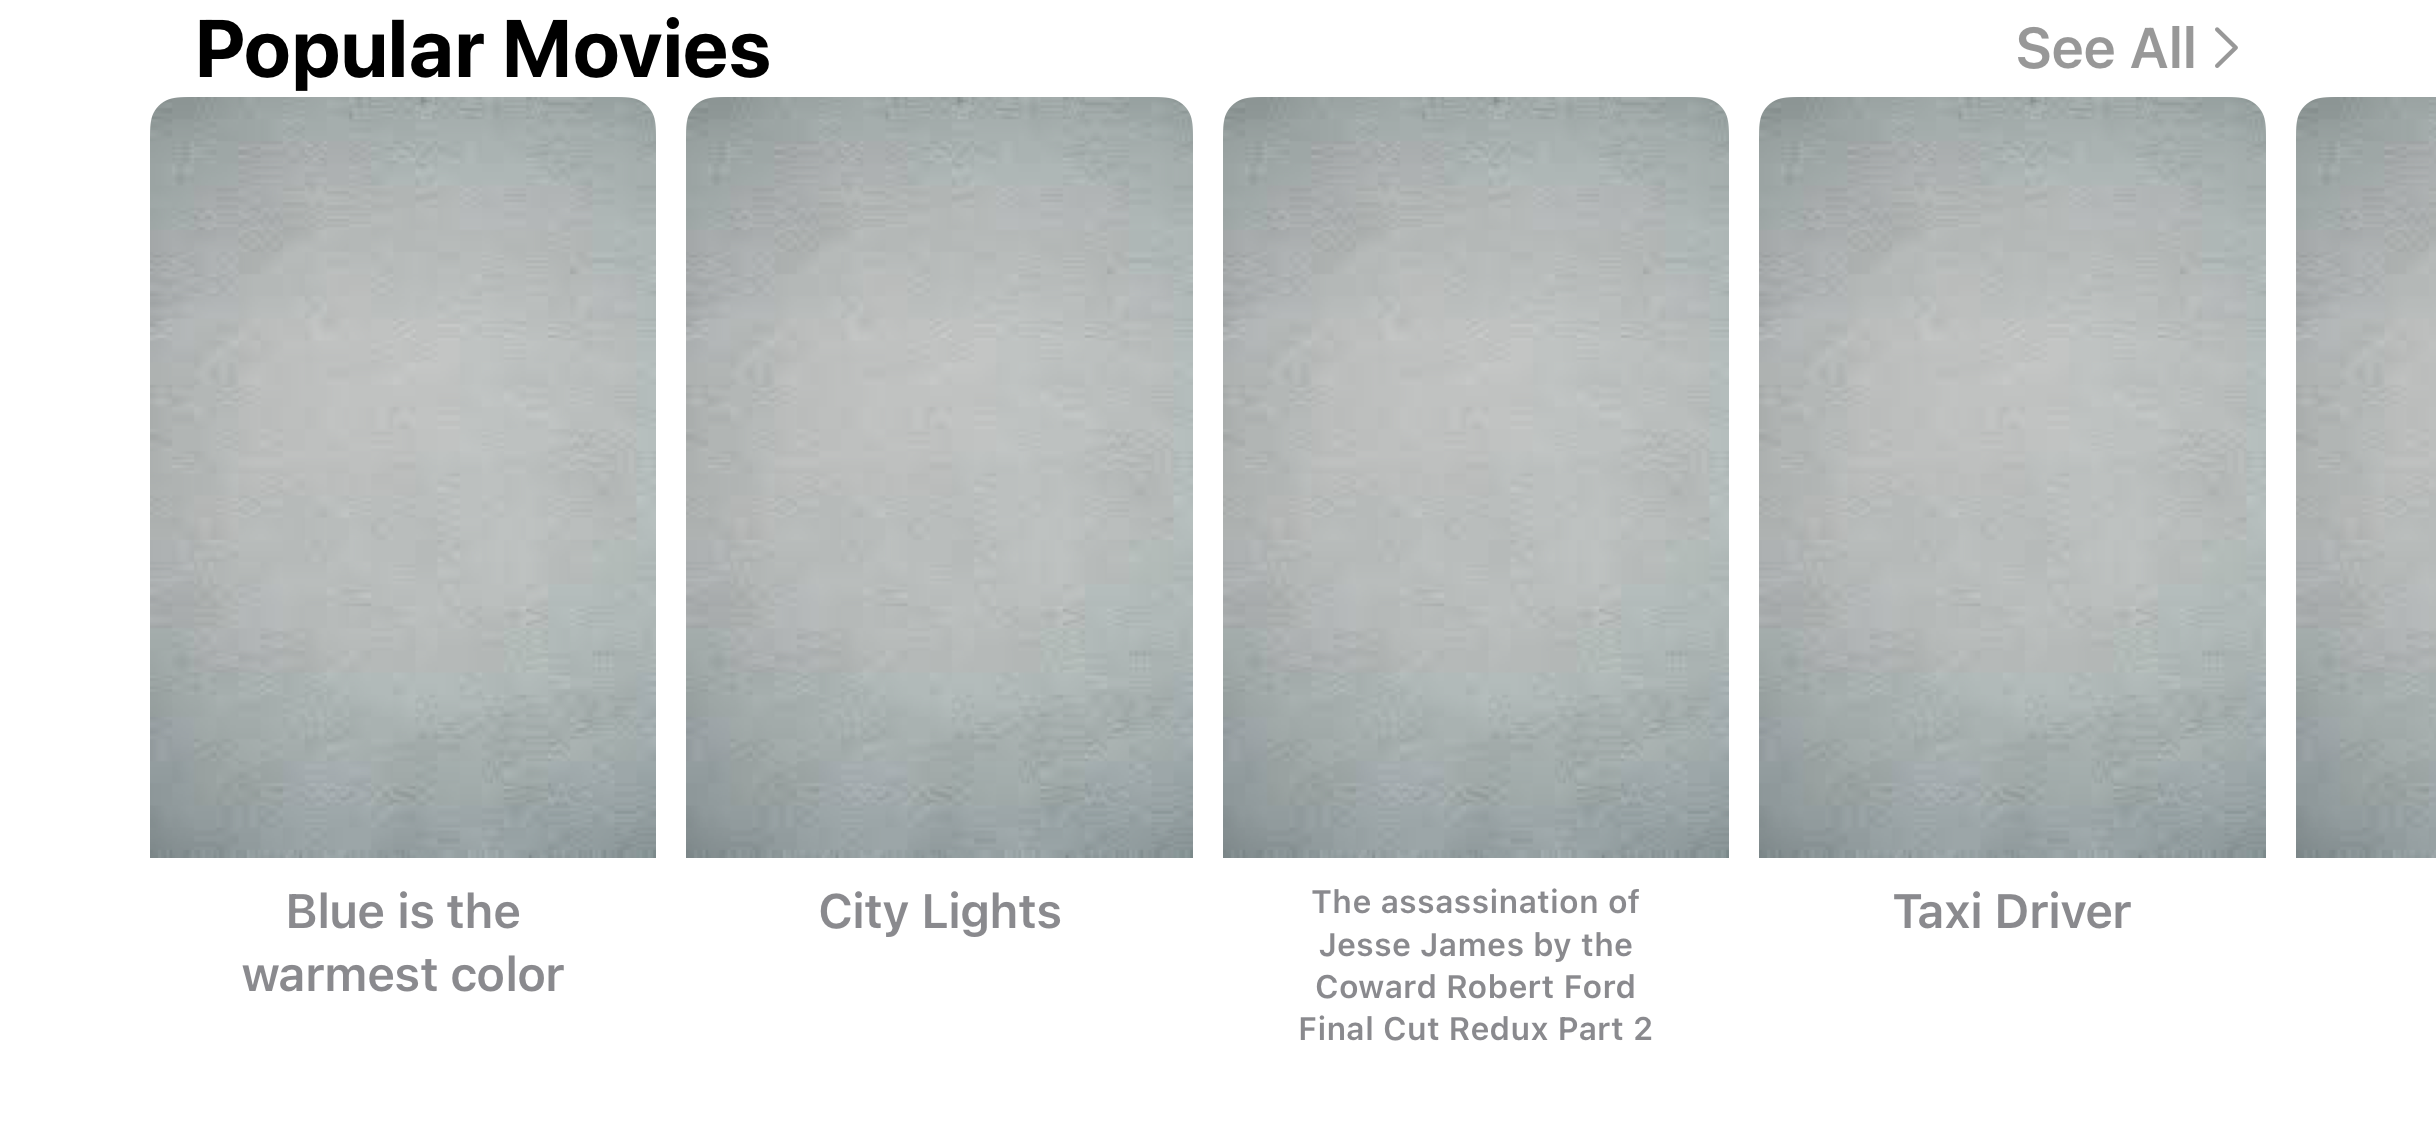 Popular Movies
See All
Blue is the
warmest color
City Lights
The assassination of
Jesse James by the
Coward Robert Ford
Final Cut Redux Part 2
Taxi Driver